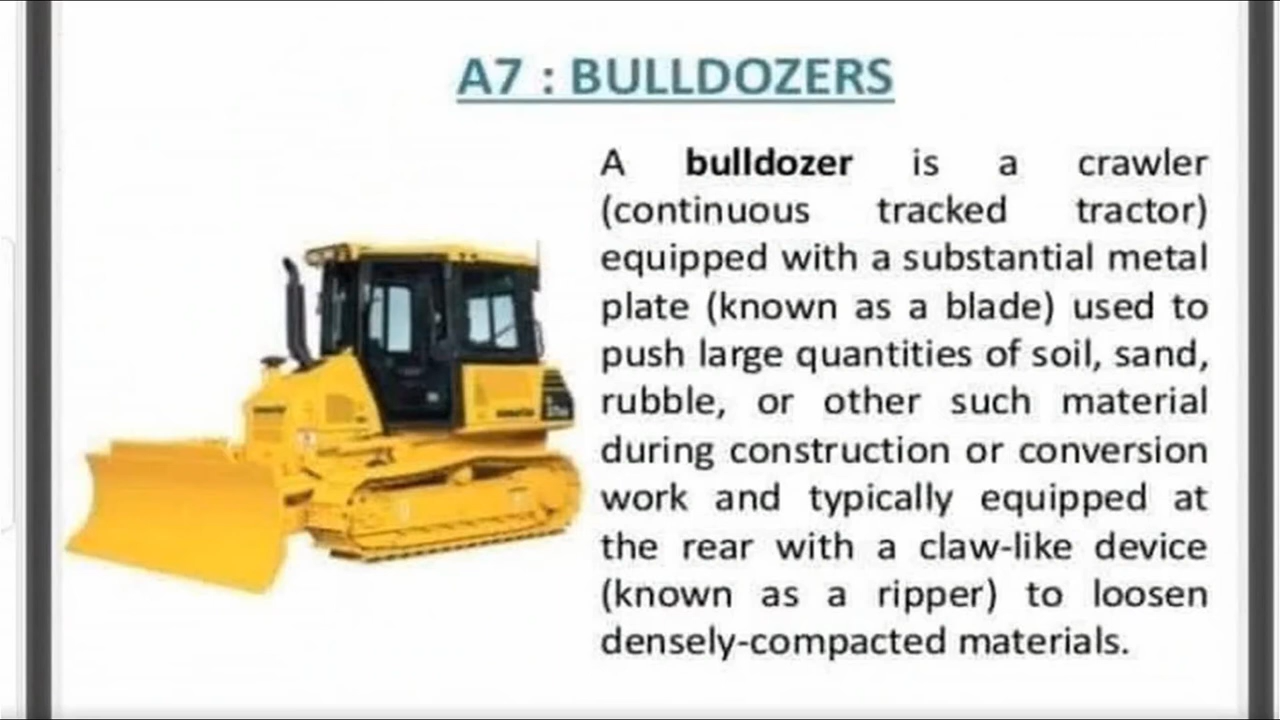 A7 : BULLDOZERS
A bulldozer is a crawler
(continuous tracked tractor)
equipped with a substantial metal
plate (known as a blade) used to
push large quantities of soil, sand,
rubble, or other such material
during construction or conversion
work and typically equipped at
the rear with a claw-like device
(known as a ripper) to loosen
densely-compacted materials.